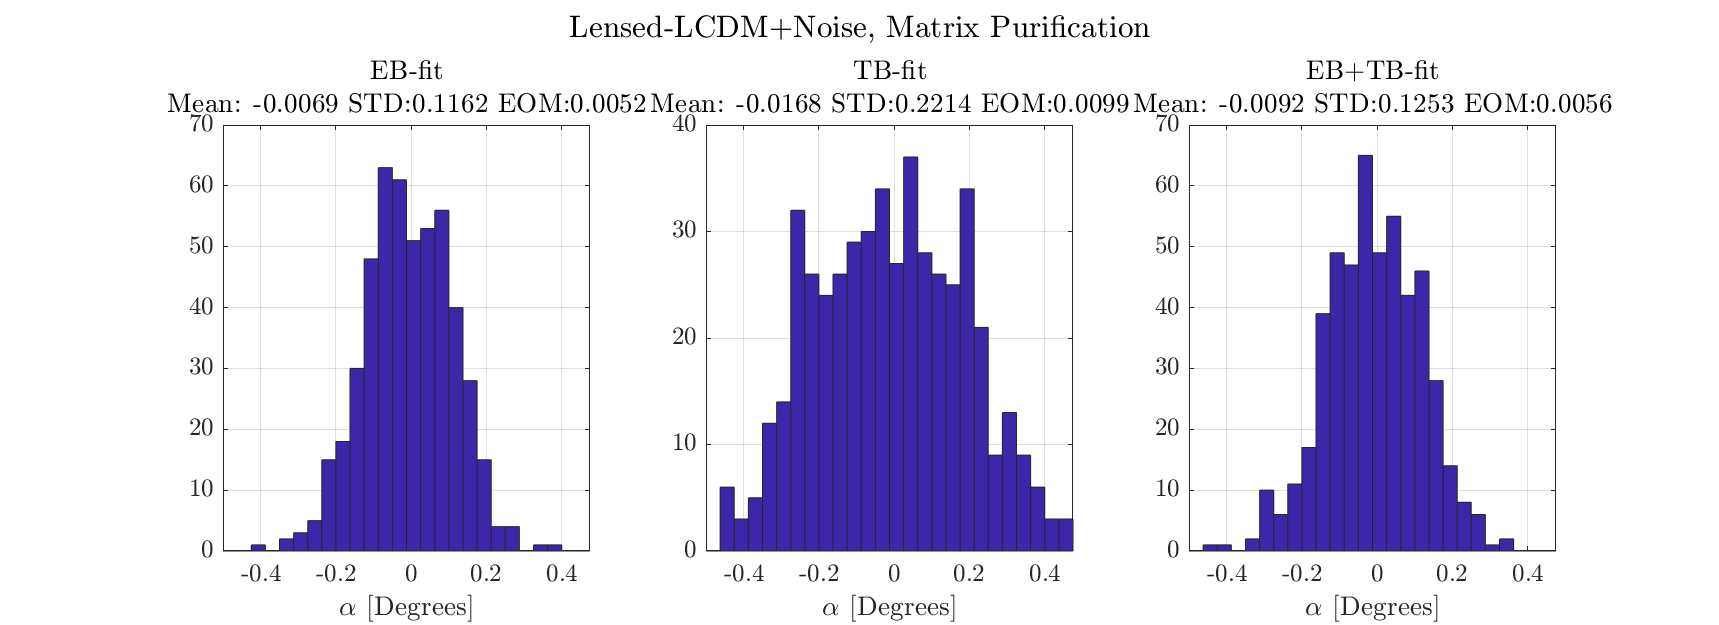 Lensed-LCDM+Noise, Matrix Purification
EB-fit
Mean: -0.0069 STD:0.1162 EOM:0.0052
70
60
50
40
30
20
10
0
-0.4 -0.2 0 0.2 0.4
α [Degrees]
TB-fit
Mean: -0.0168 STD:0.2214 EOM:0.0099
40
30
20
10
0
-0.4 -0.2 0 0.2 0.4
α [Degrees]
EB+TB-fit
Mean: -0.0092 STD:0.1253 EOM:0.0056
70
60
50
40
30
20
10
0
-0.4 -0.2 0 0.2 0.4
α [Degrees]